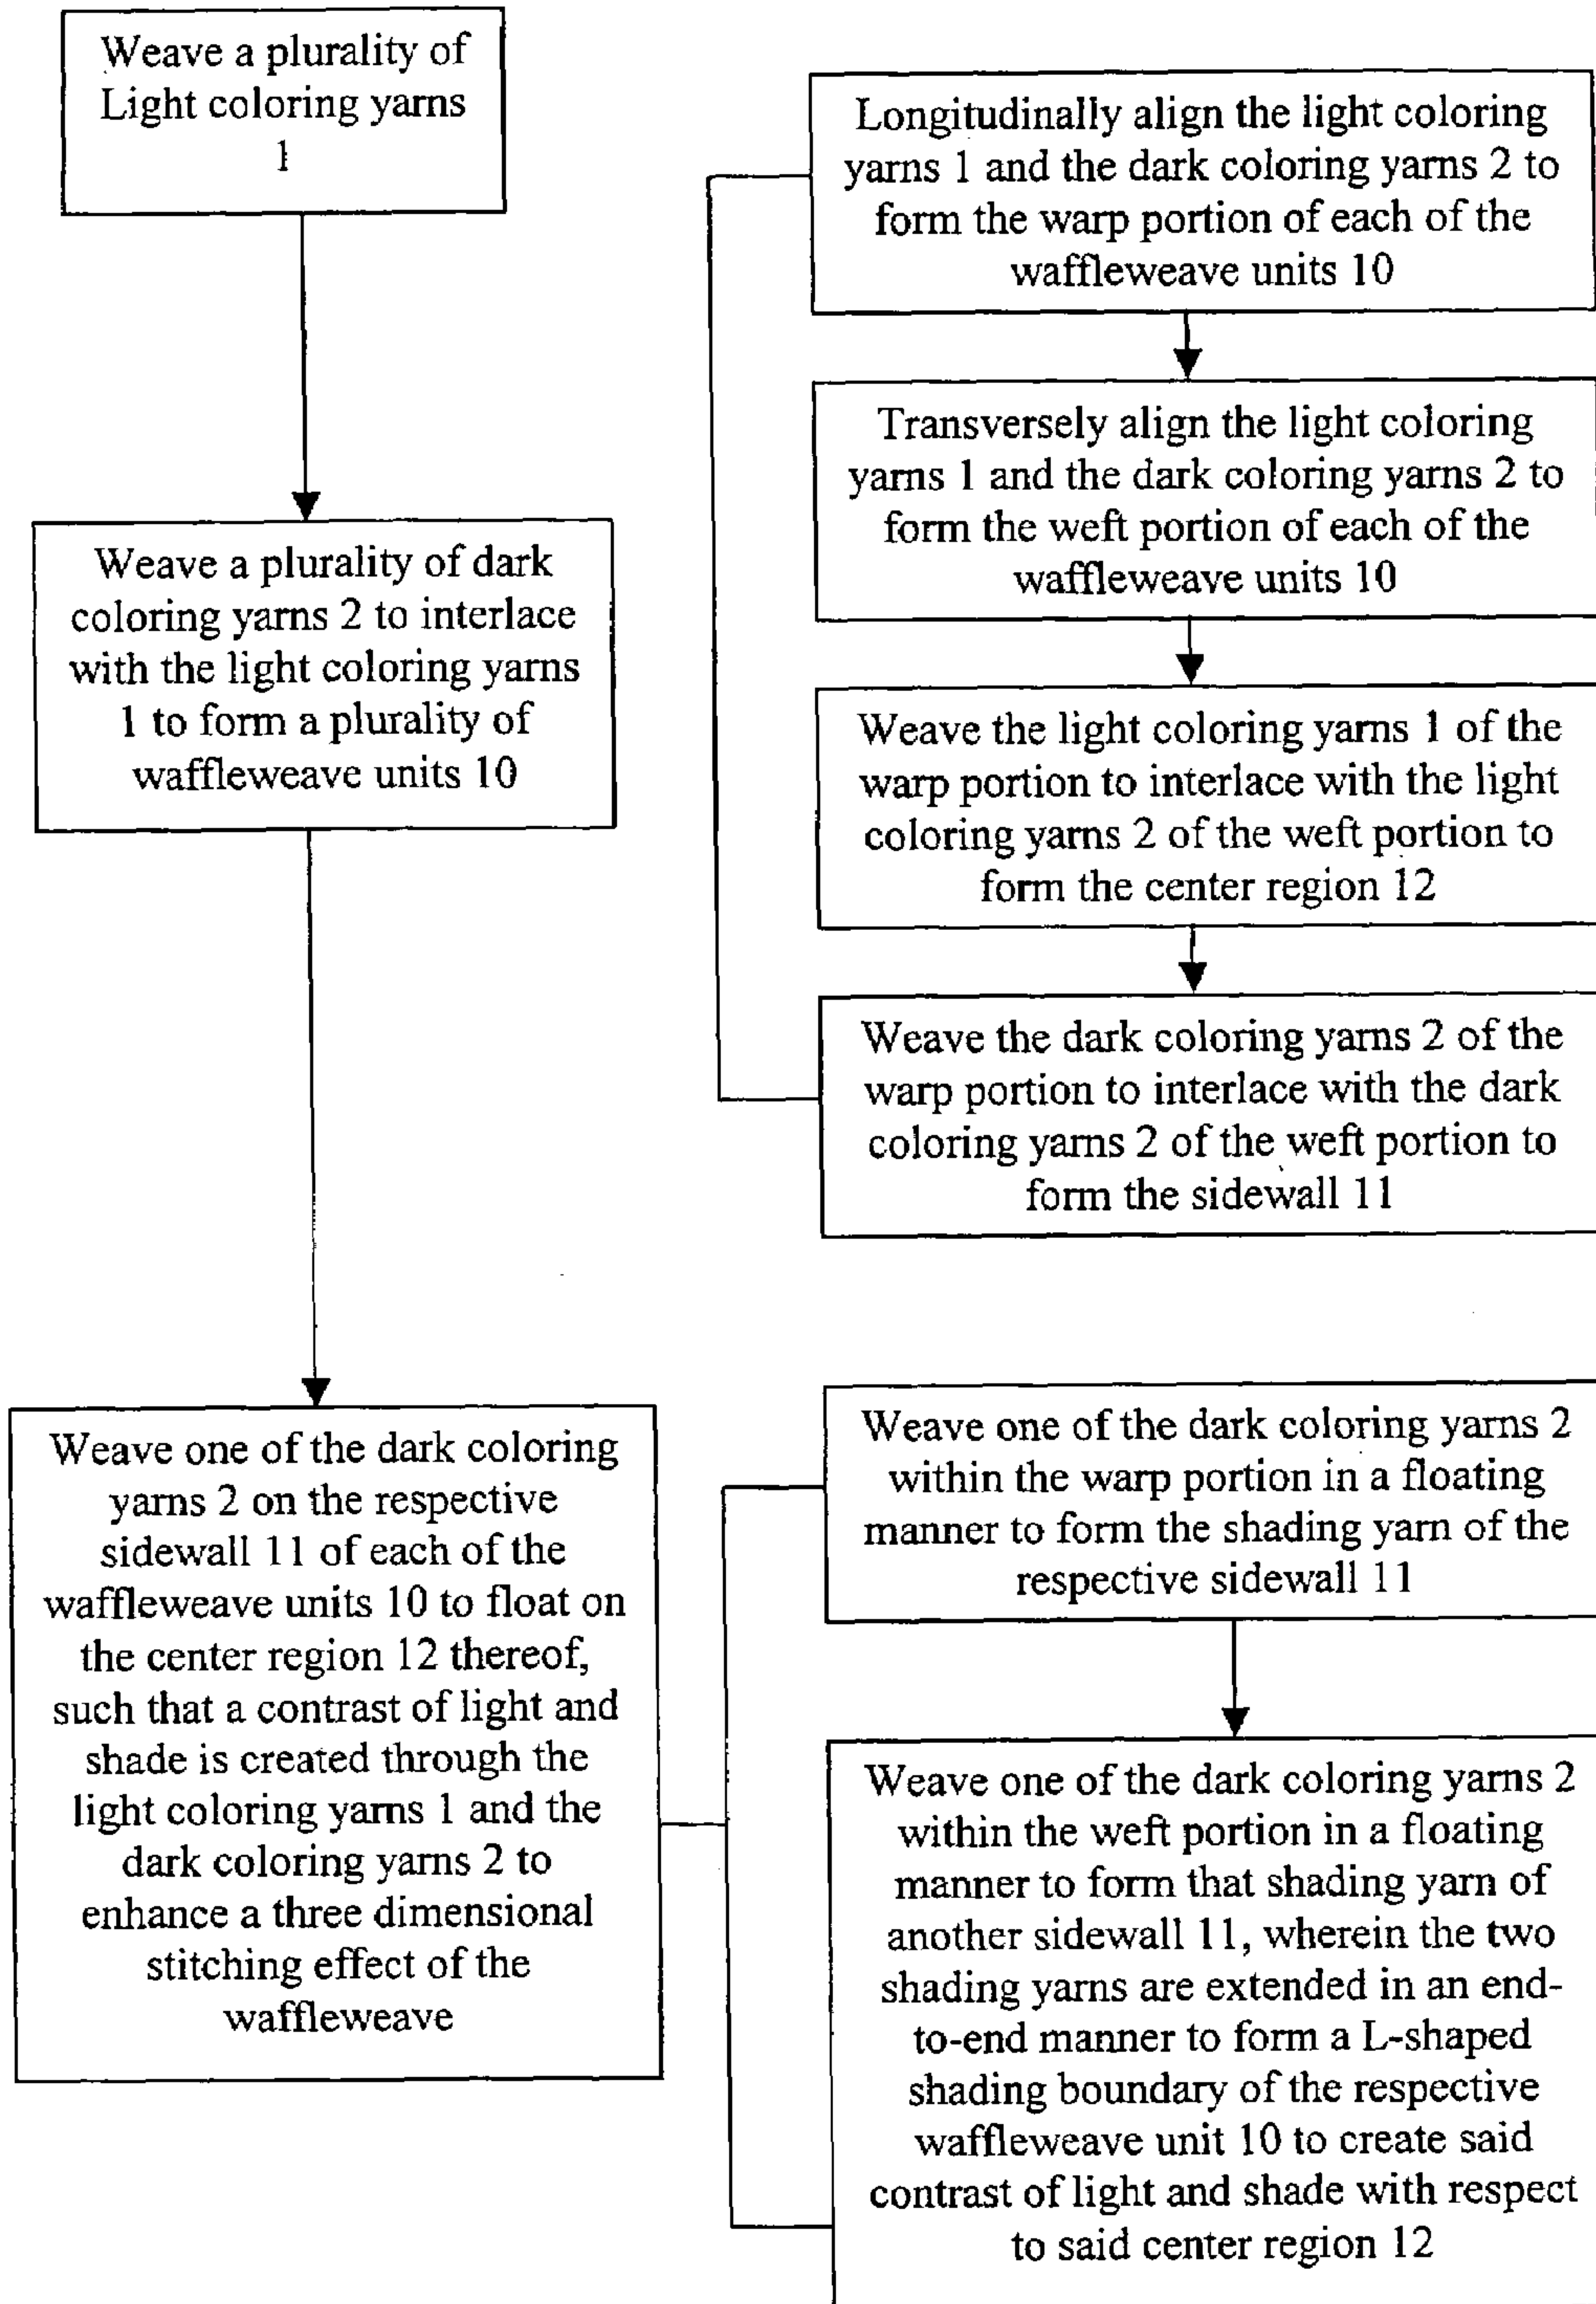 Weave a plurality of
Light coloring yarns
1
Weave a plurality of dark
coloring yarns 2 to interlace
with the light coloring yarns
1 to form a plurality of
waffleweave units 10
Weave one of the dark coloring
yarns 2 on the respective
sidewall 11 of each of the
waffleweave units 10 to float on
the center region 12 thereof,
such that a contrast of light and
shade is created through the
light coloring yarns 1 and the
dark coloring yarns 2 to
enhance a three dimensional
stitching effect of the
waffleweave
Longitudinally align the light coloring
yarns 1 and the dark coloring yarns 2 to
form the warp portion of each of the
waffleweave units 10
Transversely align the light coloring
yarns 1 and the dark coloring yarns 2 to
form the weft portion of each of the
waffleweave units 10
Weave the light coloring yarns 1 of the
warp portion to interlace with the light
coloring yarns 2 of the weft portion to
form the center region 12
Weave the dark coloring yarns 2 of the
warp portion to interlace with the dark
coloring yarns 2 of the weft portion to
form the sidewall 11
Weave one of the dark coloring yarns 2
within the warp portion in a floating
manner to form the shading yarn of the
respective sidewall 11
Weave one of the dark coloring yarns 2
within the weft portion in a floating
manner to form that shading yarn of
another sidewall 11, wherein the two
shading yarns are extended in an end-
to-end manner to form a L-shaped
shading boundary of the respective
waffleweave unit 10 to create said
contrast of light and shade with respect
to said center region 12